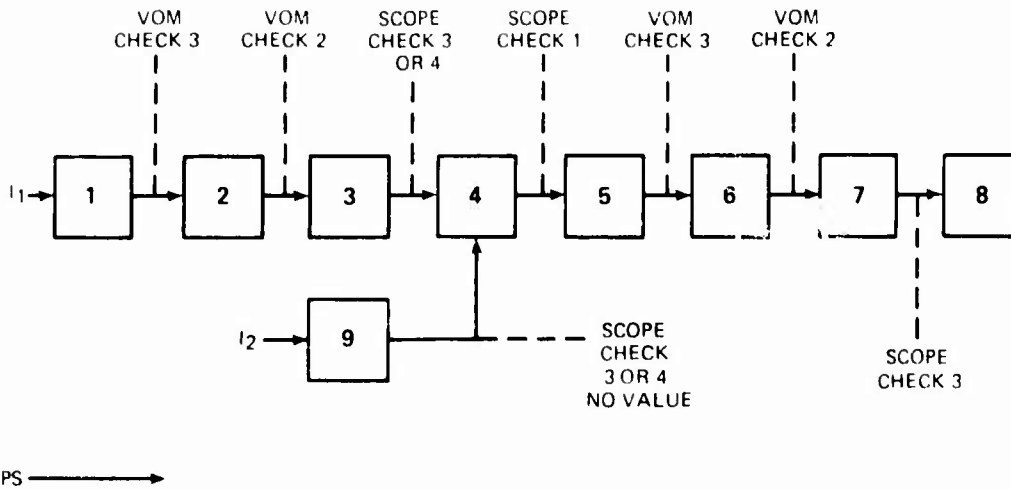 VOM
CHECK 3
VOM
CHECK 2
SCOPE
CHECK 3
OR 4
SCOPE
CHECK 1
VOM
CHECK 3
VOM
CHECK 2
I1
1
2
3
4
5
6
7
8
I2
9
SCOPE
CHECK
3 OR 4
NO VALUE
SCOPE
CHECK 3
PS